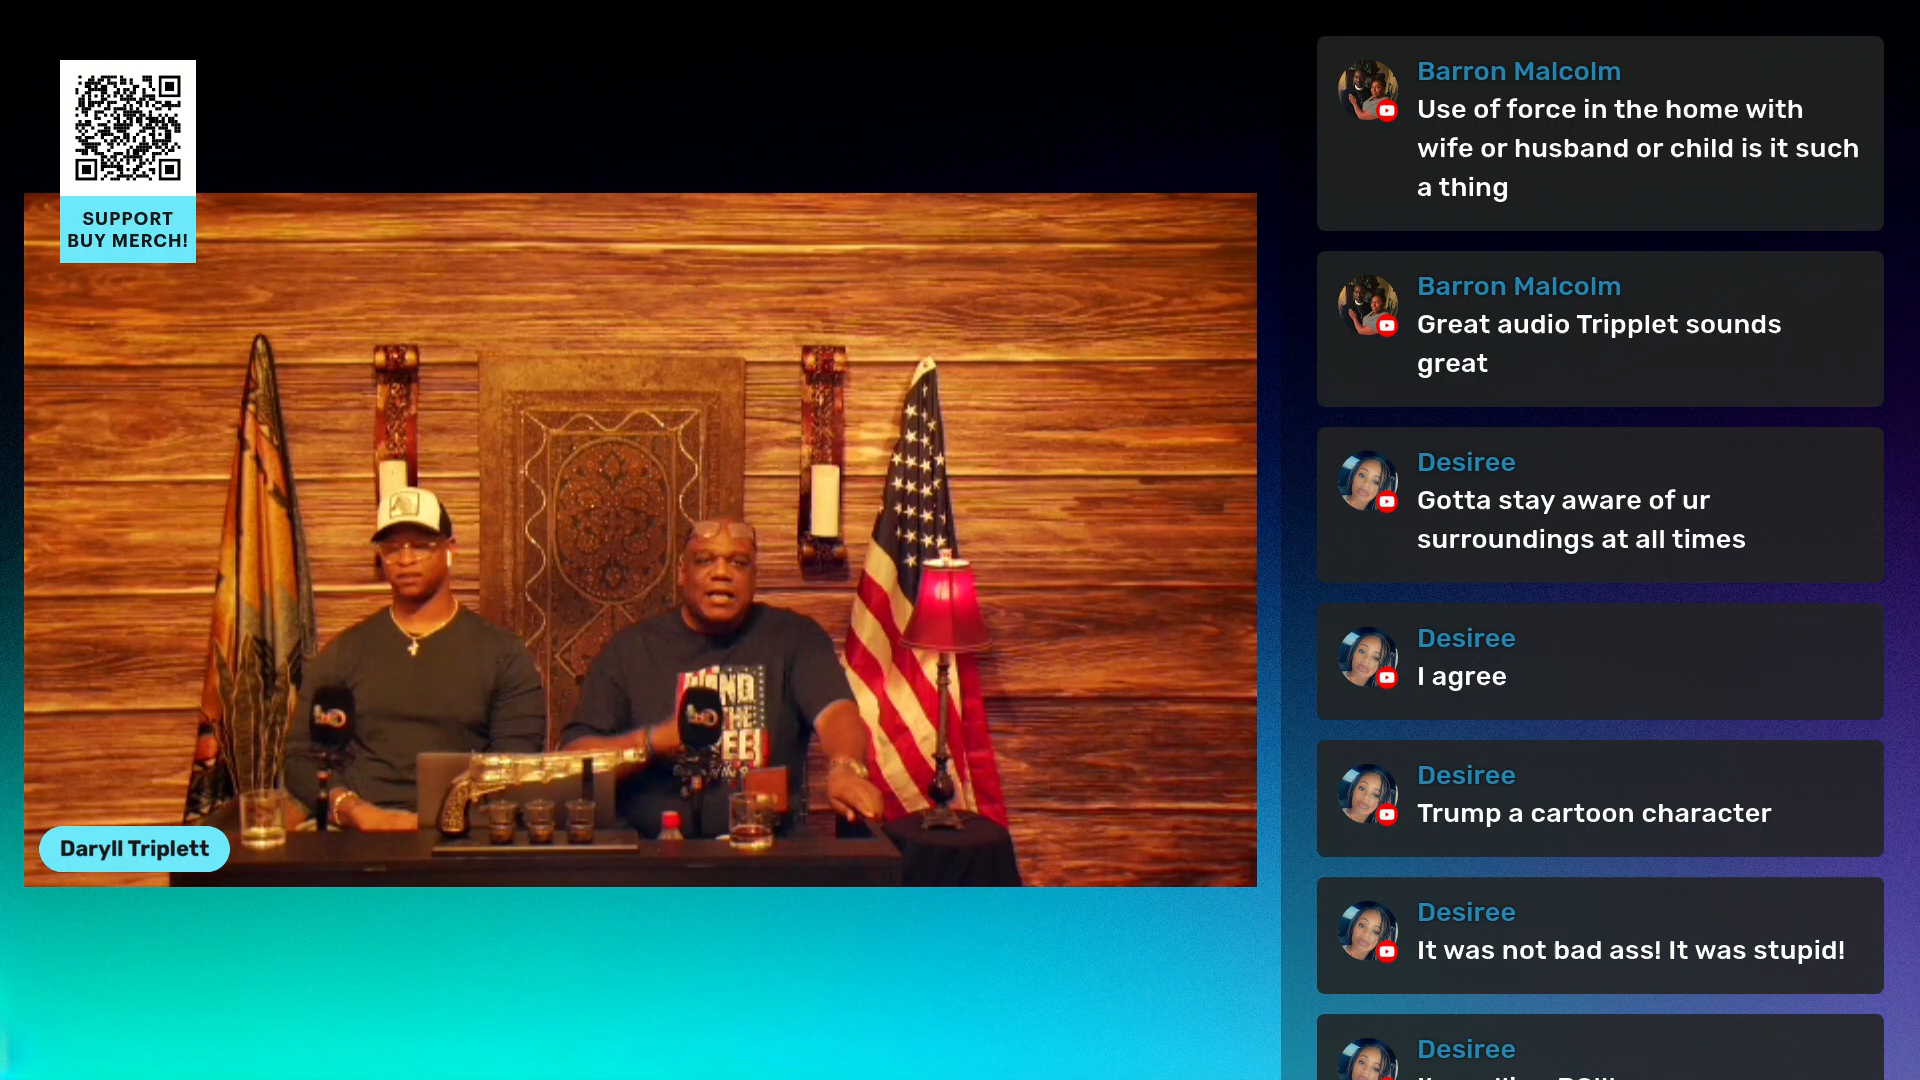 SUPPORT
BUY MERCH!
Daryll Triplett
Barron Malcolm
Use of force in the home with
wife or husband or child is it such
a thing
Barron Malcolm
Great audio Tripplet sounds
great
Desiree
Gotta stay aware of ur
surroundings at all times
Desiree
I agree
Desiree
Trump a cartoon character
Desiree
It was not bad ass! It was stupid!
Desiree